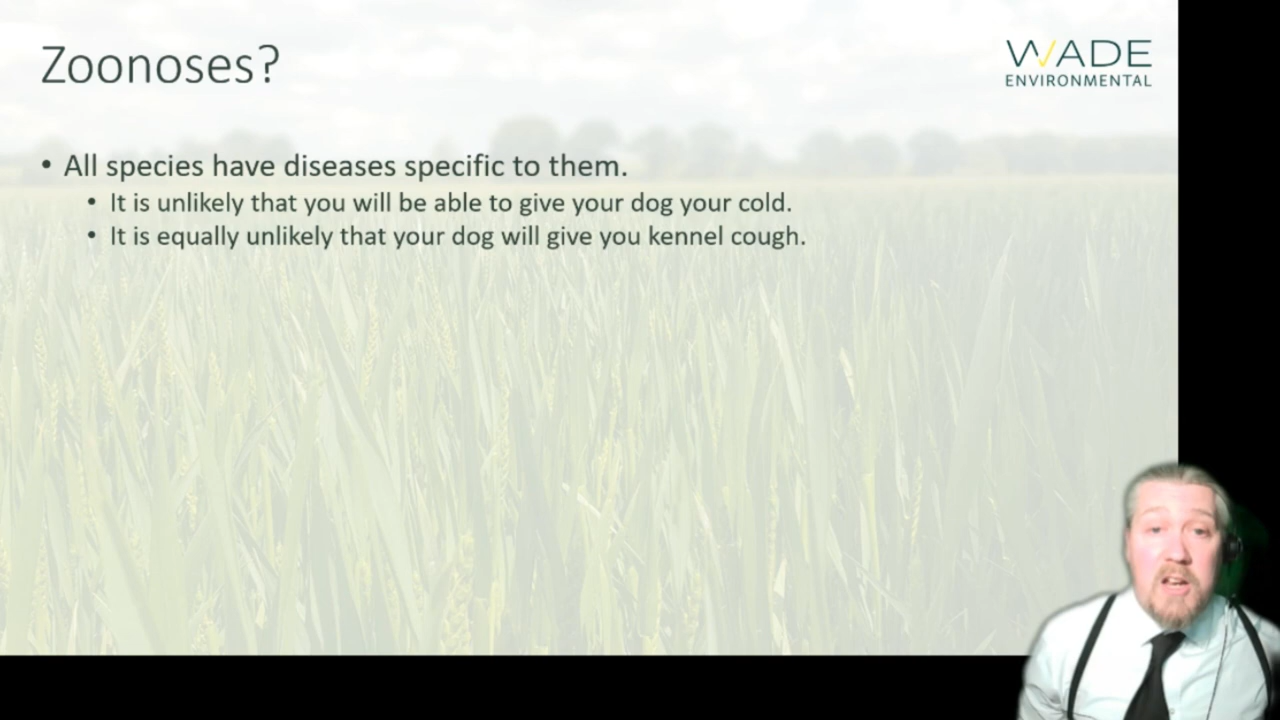 Zoonoses?
WADE
ENVIRONMENTAL
• All species have diseases specific to them.
• It is unlikely that you will be able to give your dog your cold.
• It is equally unlikely that your dog will give you kennel cough.